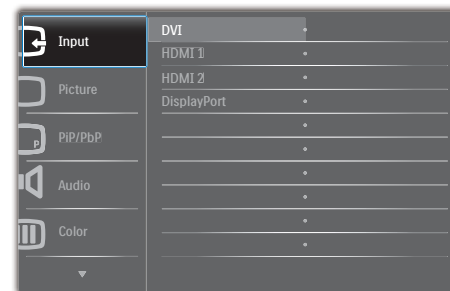 Input
Picture
PiP/PbP
P
Audio
Color
DVI
HDMI 1
HDMI 2
DisplayPort